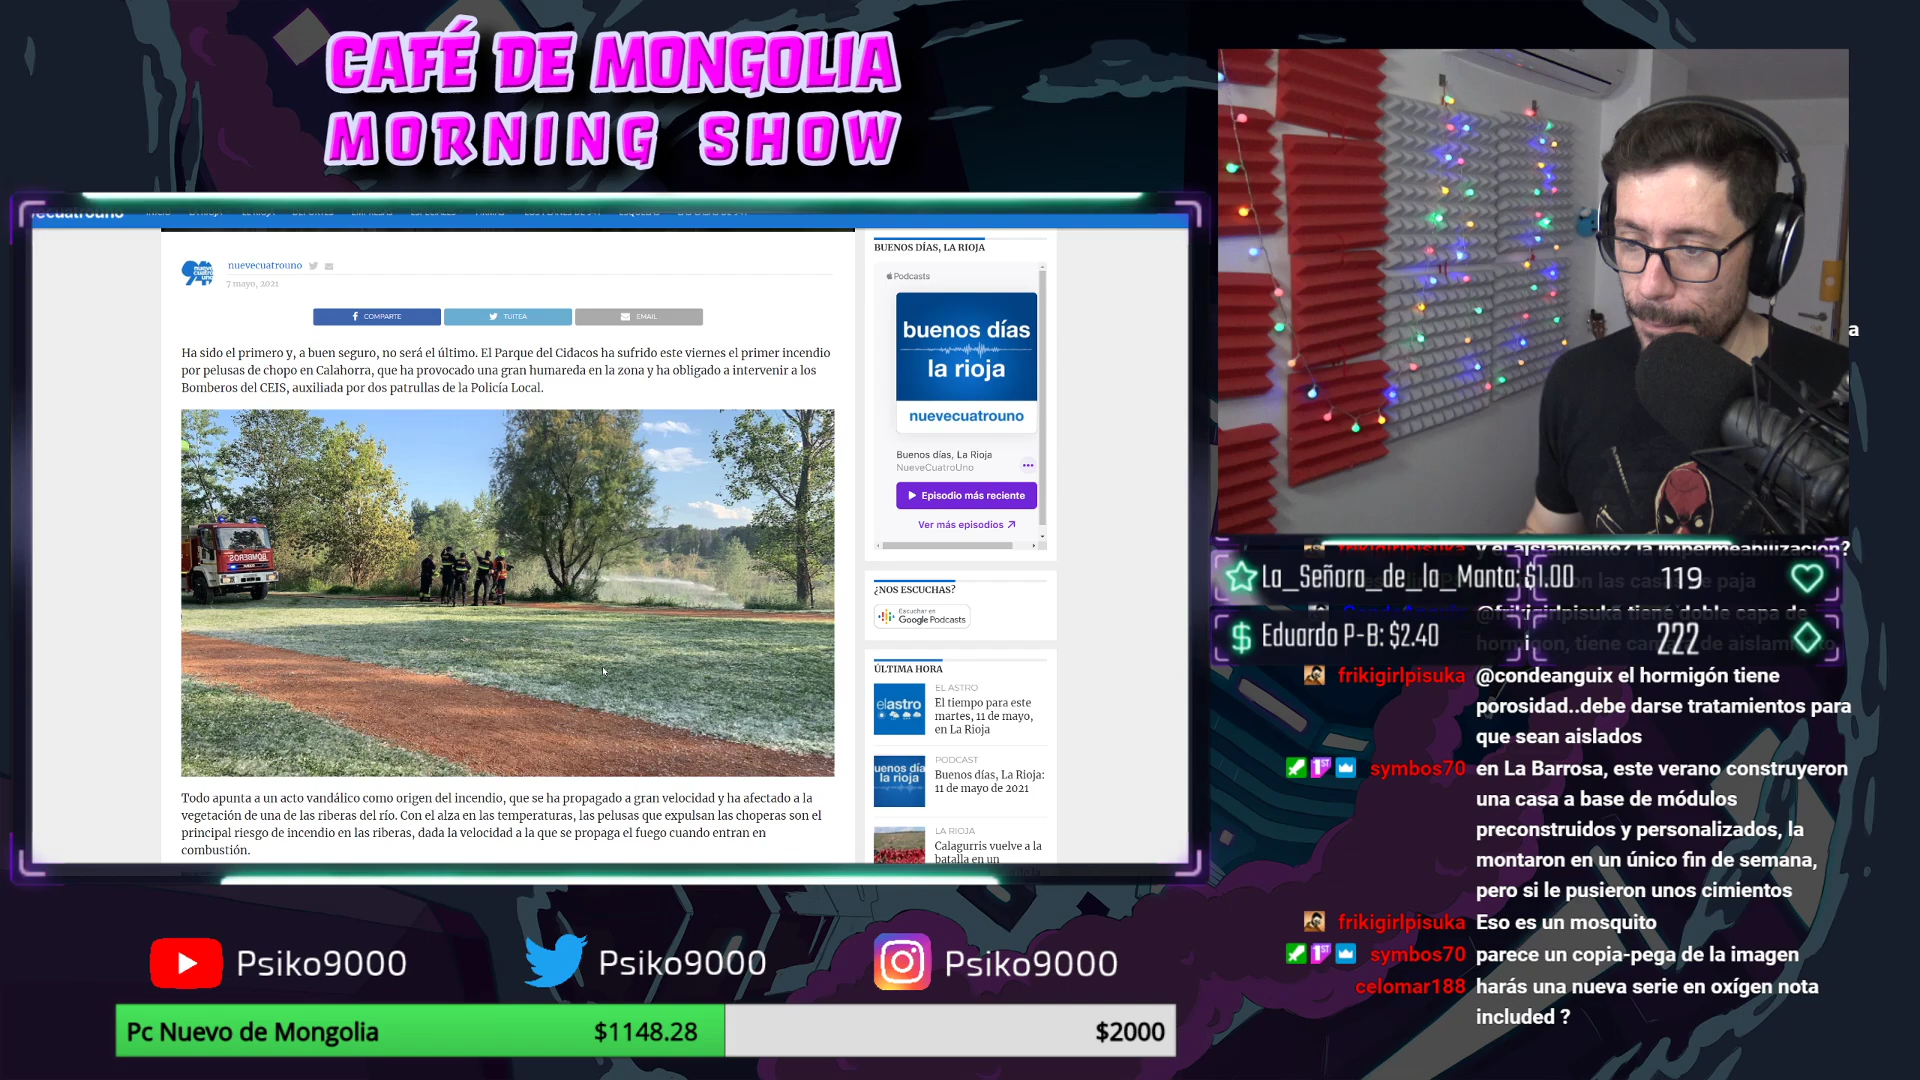 CAFÉ DE MONGOLIA
MORNING SHOW
nuevecuatrouno
7 mayo, 2021
COMPARTE
TUITEA
EMAIL
Ha sido el primero y, a buen seguro, no será el último. El Parque del Cidacos ha sufrido este viernes el primer incendio
por pelusas de chopo en Calahorra, que ha provocado una gran humareda en la zona y ha obligado a intervenir a los
Bomberos del CEIS, auxiliada por dos patrullas de la Policía Local.
Todo apunta a un acto vandálico como origen del incendio, que se ha propagado a gran velocidad y ha afectado a la
vegetación de una de las riberas del río. Con el alza en las temperaturas, las pelusas que expulsan las choperas son el
principal riesgo de incendio en las riberas, dada la velocidad a la que se propaga el fuego cuando entran en
combustión.
BUENOS DÍAS, LA RIOJA
Podcasts
buenos días
la rioja
nuevecuatrouno
Buenos días, La Rioja
NueveCuatroUno
Episodio más reciente
Ver más episodios
¿NOS ESCUCHAS?
Escuchar en
Google Podcasts
ÚLTIMA HORA
elastro
EL ASTRO
El tiempo para este
martes, 11 de mayo,
en La Rioja
PODCAST
Buenos días, La Rioja:
11 de mayo de 2021
LA RIOJA
Calagurris vuelve a la
batalla en un
frikigirlpisuka y el aislamiento? la impermeabilizacion?
La_Señora_de_la_Manta: $1.00
119
@frikigirlpisuka tiene doble capa de
Eduardo P-B: $2.40
222
frikigirlpisuka @condeanguix el hormigón tiene
porosidad..debe darse tratamientos para
que sean aislados
symbos70 en La Barrosa, este verano construyeron
una casa a base de módulos
preconstruidos y personalizados, la
montaron en un único fin de semana,
pero si le pusieron unos cimientos
frikigirlpisuka Eso es un mosquito
symbos70 parece un copia-pega de la imagen
celomar188 harás una nueva serie en oxígen nota
included ?
Psiko9000
Psiko9000
Psiko9000
Pc Nuevo de Mongolia
$1148.28
$2000